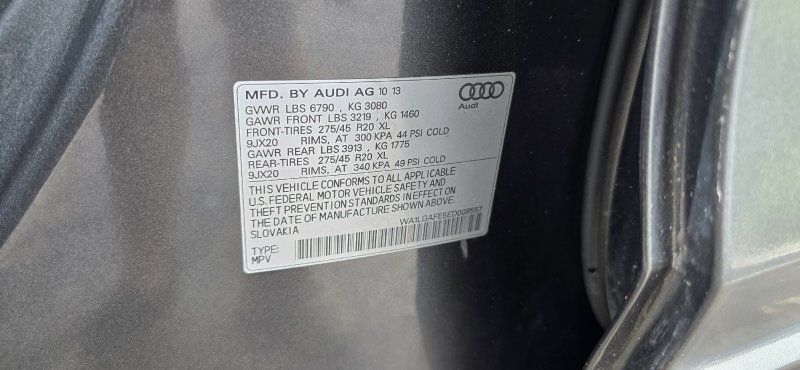 MFD. BY AUDI AG 10 13
GVWR LBS 6790 , KG 3080
GAWR FRONT LBS 3219 , KG 1460
FRONT-TIRES 275/45 R20 XL
9JX20 RIMS, AT 300 KPA 44 PSI COLD
GAWR REAR LBS 3913 , KG 1775
REAR-TIRES 275/45 R20 XL
9JX20 RIMS, AT 340 KPA 49 PSI COLD
THIS VEHICLE CONFORMS TO ALL APPLICABLE
U.S. FEDERAL MOTOR VEHICLE SAFETY AND
THEFT PREVENTION STANDARDS IN EFFECT ON
THE DATE OF MANUFACTURE SHOWN ABOVE.
SLOVAKIA
WA1LGAFE5ED008557
TYPE:
MPV
Audi